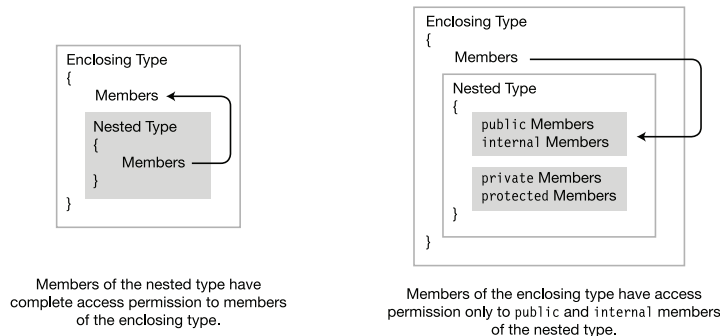 Enclosing Type
{
Members
Nested Type
{
Members
}
}
Members of the nested type have
complete access permission to members
of the enclosing type.
Enclosing Type
{
Members
Nested Type
{
public Members
internal Members
private Members
protected Members
}
}
Members of the enclosing type have access
permission only to public and internal members
of the nested type.